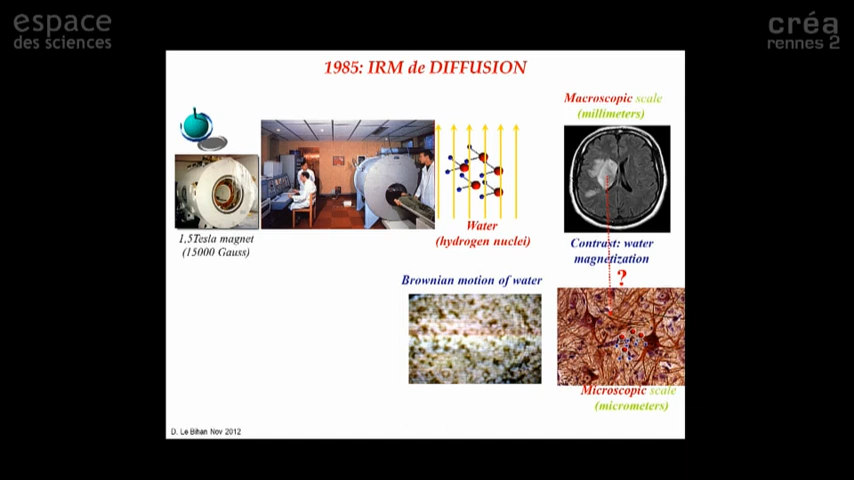 espace
des sciences
créa
rennes 2
1985: IRM de DIFFUSION
Macroscopic scale
(millimeters)
1,5Tesla magnet
(15000 Gauss)
Water
(hydrogen nuclei)
Contrast: water
magnetization
?
Brownian motion of water
Microscopic scale
(micrometers)
D. Le Bihan Nov 2012